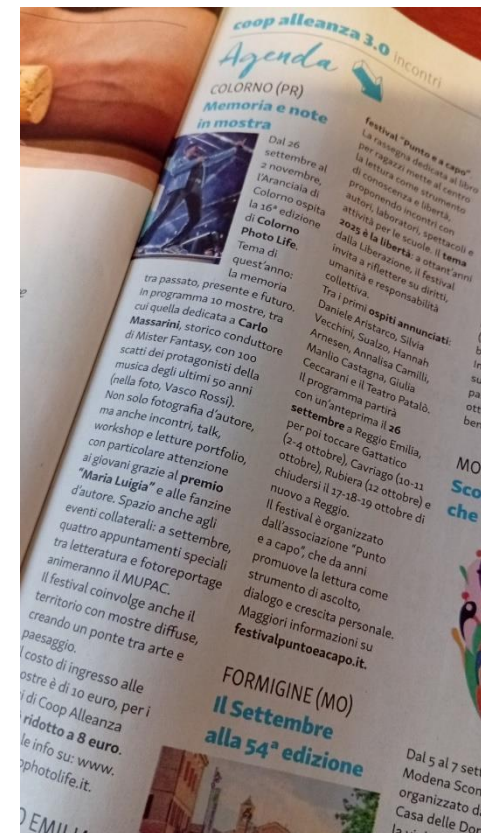 coop alleanza 3.0 incontri
Agenda
COLORNO (PR)
Memoria e note
in mostra
Dal 26
settembre al
2 novembre,
l'Aranciaia di
Colorno ospita
la 16ª edizione
di Colorno
Photo Life.
Tema di
quest'anno:
la memoria
tra passato, presente e futuro.
In programma 10 mostre, tra
cui quella dedicata a Carlo
Massarini, storico conduttore
di Mister Fantasy, con 100
scatti dei protagonisti della
musica degli ultimi 50 anni
(nella foto, Vasco Rossi).
Non solo fotografia d'autore,
ma anche incontri, talk,
workshop e letture portfolio,
con particolare attenzione
ai giovani grazie al premio
"Maria Luigia" e alle fanzine
d'autore. Spazio anche agli
eventi collaterali: a settembre,
quattro appuntamenti speciali
tra letteratura e fotoreportage
animeranno il MUPAC.
Il festival coinvolge anche il
territorio con mostre diffuse,
creando un ponte tra arte e
paesaggio.
l costo di ingresso alle
ostre è di 10 euro, per i
i di Coop Alleanza
ridotto a 8 euro.
le info su: www.
ophotolife.it.
O EMILIA
festival "Punto e a capo"
La rassegna dedicata al libro
per ragazzi mette al centro
la lettura come strumento
di conoscenza e libertà,
proponendo incontri con
autori, laboratori, spettacoli e
attività per le scuole. Il tema
2025 è la libertà: a ottant'anni
dalla Liberazione, il festival
invita a riflettere su diritti,
umanità e responsabilità
collettiva.
Tra i primi ospiti annunciati:
Daniele Aristarco, Silvia
Vecchini, Sualzo, Hannah
Arnesen, Annalisa Camilli,
Manlio Castagna, Giulia
Ceccarani e il Teatro Patalò.
Il programma partirà
con un'anteprima il 26
settembre a Reggio Emilia,
per poi toccare Gattatico
(2-4 ottobre), Cavriago (10-11
ottobre), Rubiera (12 ottobre) e
chiudersi il 17-18-19 ottobre di
nuovo a Reggio.
Il festival è organizzato
dall'associazione "Punto
e a capo", che da anni
promuove la lettura come
strumento di ascolto,
dialogo e crescita personale.
Maggiori informazioni su
festivalpuntoeacapo.it.
FORMIGINE (MO)
Il Settembre
alla 54ª edizione
MO
Sco
che
Dal 5 al 7 set
Modena Scon
organizzato d
Casa delle Don